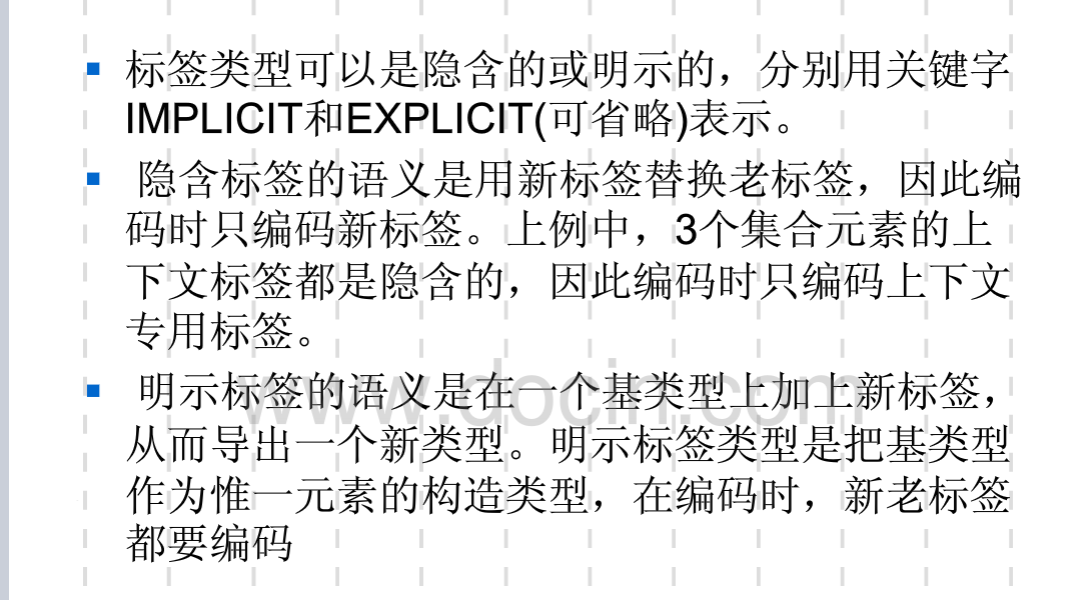 标签类型可以是隐含的或明示的，分别用关键字
IMPLICIT和EXPLICIT(可省略)表示。
隐含标签的语义是用新标签替换老标签，因此编
码时只编码新标签。上例中，3个集合元素的上
下文标签都是隐含的，因此编码时只编码上下文
专用标签。
明示标签的语义是在一个基类型上加上新标签，
从而导出一个新类型。明示标签类型是把基类型
作为惟一元素的构造类型，在编码时，新老标签
都要编码
www.docin.com